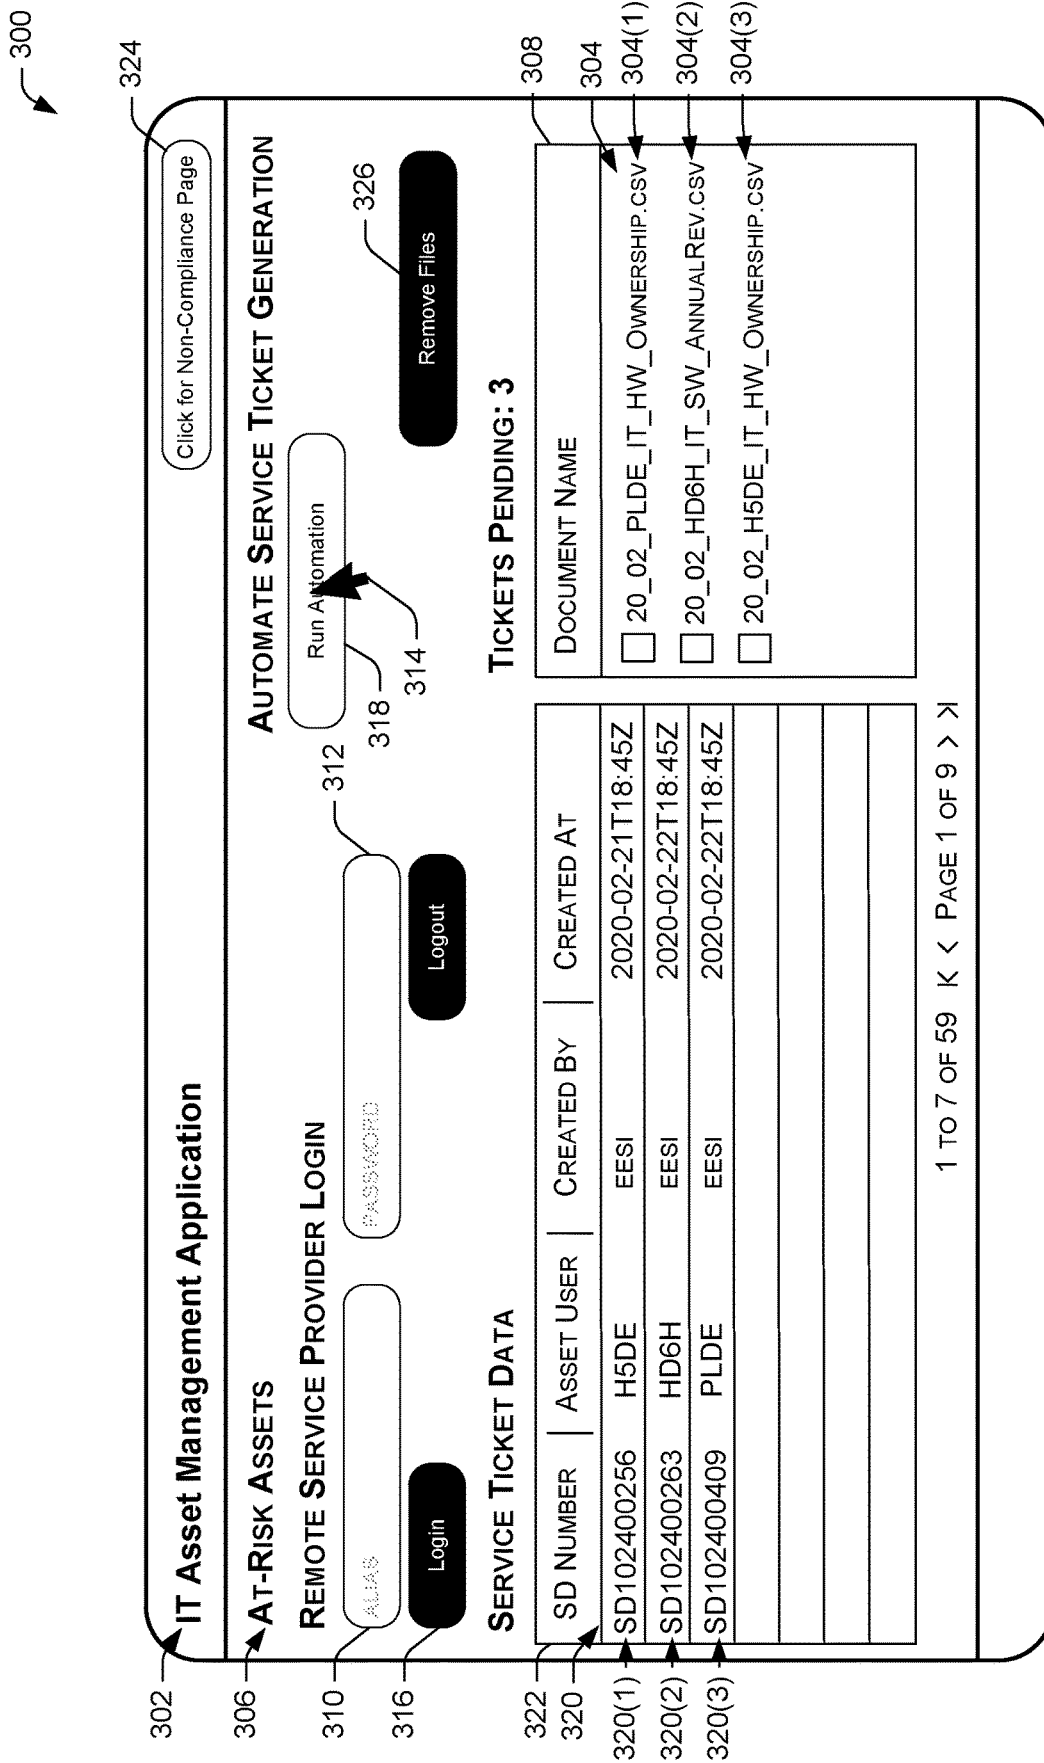 300
324
302
IT Asset Management Application
Click for Non-Compliance Page
306
AT-RISK ASSETS
AUTOMATE SERVICE TICKET GENERATION
REMOTE SERVICE PROVIDER LOGIN
312
Run Automation
326
310
ALIAS
PASSWORD
318
316
Login
Logout
314
Remove Files
SERVICE TICKET DATA
TICKETS PENDING: 3
308
322
SD NUMBER
ASSET USER
CREATED BY
CREATED AT
DOCUMENT NAME
320
304
320(1)
SD102400256
H5DE
EESI
2020-02-21T18:45Z
20_02_PLDE_IT_HW_OWNERSHIP.CSV
304(1)
320(2)
SD102400263
HD6H
EESI
2020-02-22T18:45Z
20_02_HD6H_IT_SW_ANNUALREV.CSV
304(2)
320(3)
SD102400409
PLDE
EESI
2020-02-22T18:45Z
20_02_H5DE_IT_HW_OWNERSHIP.CSV
304(3)
1 TO 7 OF 59 K < PAGE 1 OF 9 > >|